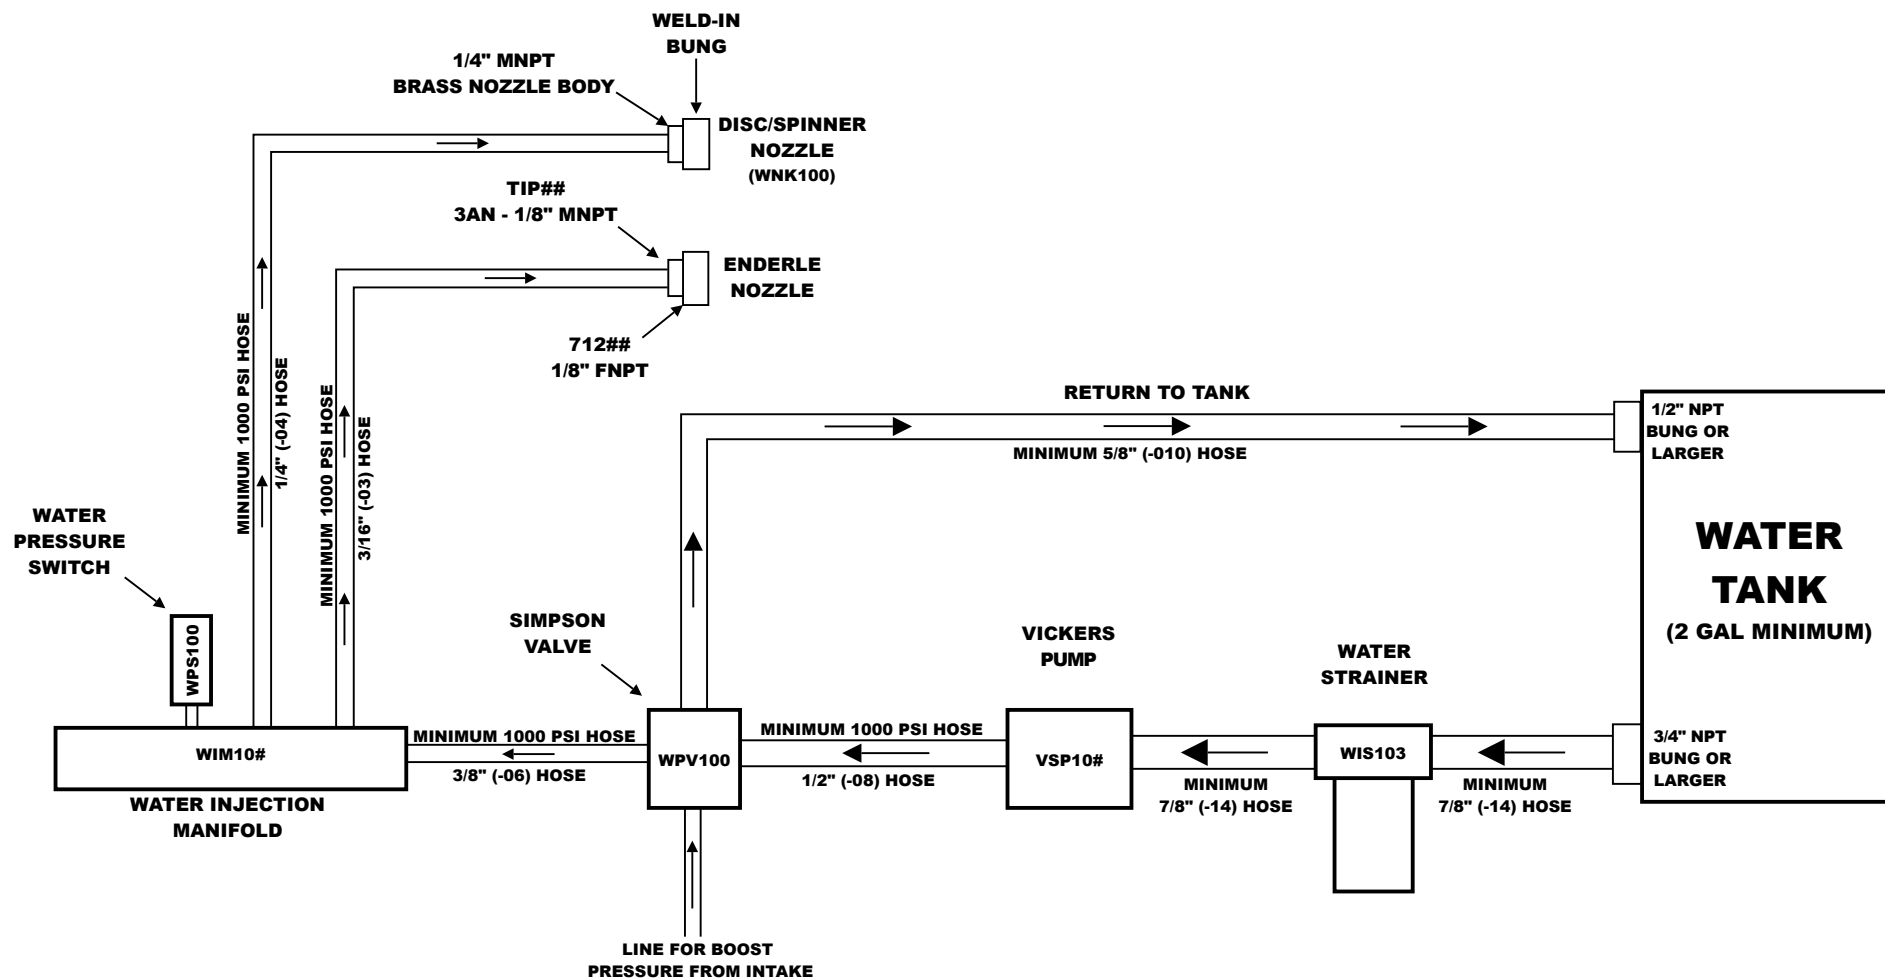 WELD-IN
BUNG
1/4" MNPT
BRASS NOZZLE BODY
DISC/SPINNER
NOZZLE
(WNK100)
TIP##
3AN - 1/8" MNPT
ENDERLE
NOZZLE
712##
1/8" FNPT
MINIMUM 1000 PSI HOSE
1/4" (-04) HOSE
MINIMUM 1000 PSI HOSE
3/16" (-03) HOSE
RETURN TO TANK
MINIMUM 5/8" (-010) HOSE
1/2" NPT
BUNG OR
LARGER
WATER
TANK
(2 GAL MINIMUM)
WATER
PRESSURE
SWITCH
WPS100
SIMPSON
VALVE
VICKERS
PUMP
WATER
STRAINER
WIM10#
WATER INJECTION
MANIFOLD
MINIMUM 1000 PSI HOSE
3/8" (-06) HOSE
WPV100
MINIMUM 1000 PSI HOSE
1/2" (-08) HOSE
VSP10#
MINIMUM
7/8" (-14) HOSE
WIS103
MINIMUM
7/8" (-14) HOSE
3/4" NPT
BUNG OR
LARGER
LINE FOR BOOST
PRESSURE FROM INTAKE